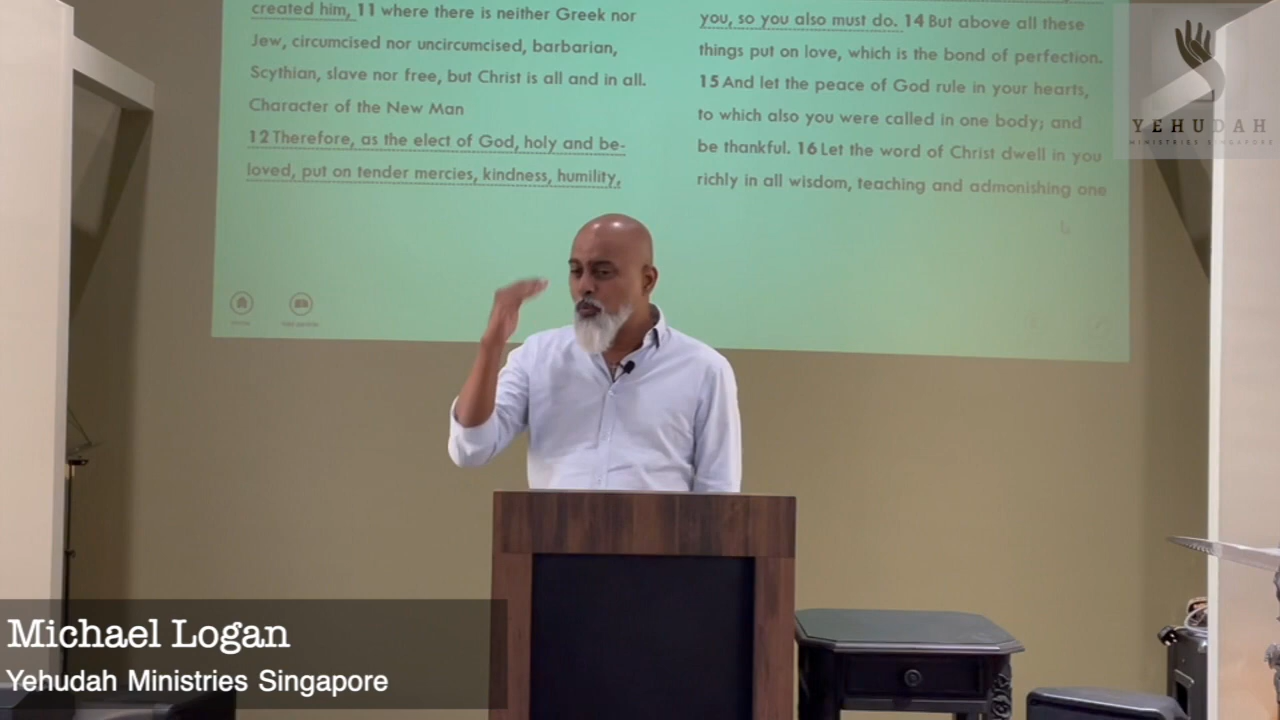 created him, 11 where there is neither Greek nor
Jew, circumcised nor uncircumcised, barbarian,
Scythian, slave nor free, but Christ is all and in all.
Character of the New Man
12 Therefore, as the elect of God, holy and be-
loved, put on tender mercies, kindness, humility,
you, so you also must do. 14 But above all these
things put on love, which is the bond of perfection.
15 And let the peace of God rule in your hearts,
to which also you were called in one body; and
be thankful. 16 Let the word of Christ dwell in you
richly in all wisdom, teaching and admonishing one
YEHUDAH
MINISTRIES SINGAPORE
Michael Logan
Yehudah Ministries Singapore